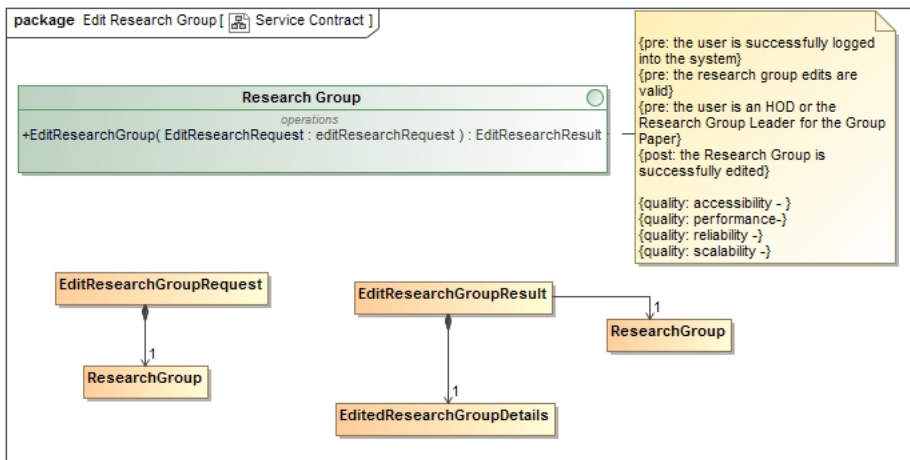 package Edit Research Group [ Service Contract ]
{pre: the user is successfully logged
into the system}
{pre: the research group edits are
valid}
{pre: the user is an HOD or the
Research Group Leader for the Group
Paper}
{post: the Research Group is
successfully edited}
{quality: accessibility - }
{quality: performance-}
{quality: reliability -}
{quality: scalability -}
Research Group
operations
+EditResearchGroup( EditResearchRequest : editResearchRequest ) : EditResearchResult
EditResearchGroupRequest
1
ResearchGroup
EditResearchGroupResult
1
ResearchGroup
1
EditedResearchGroupDetails